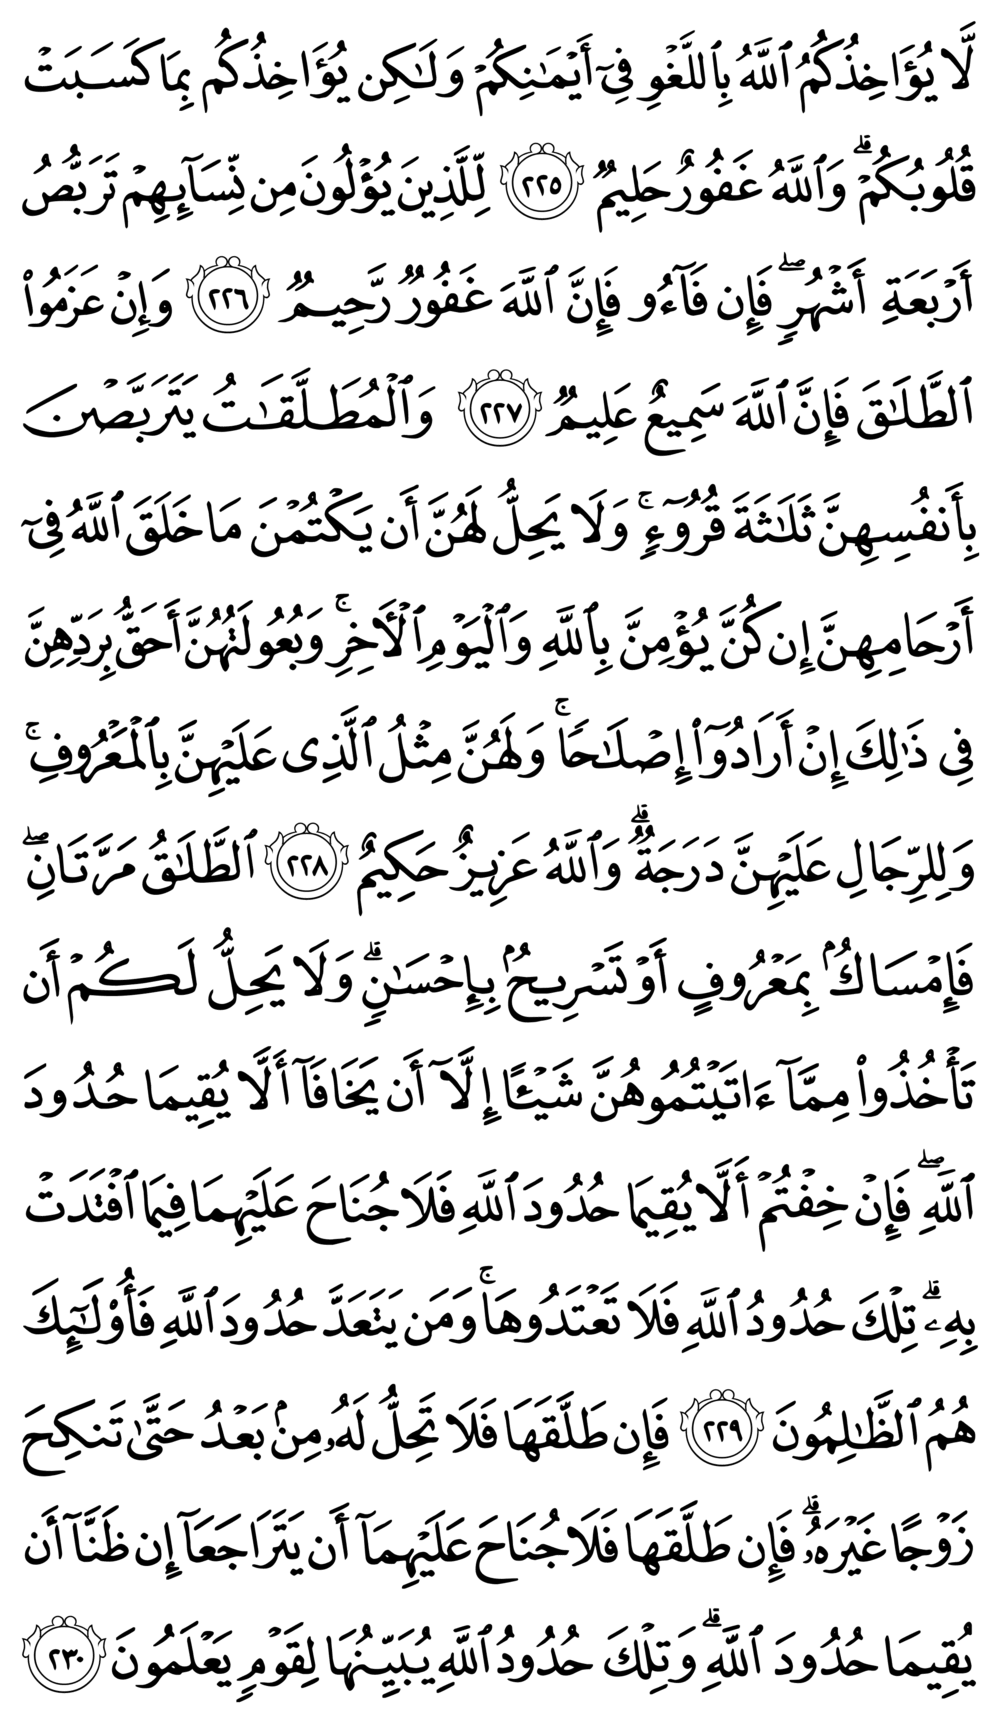 لَّا يُؤَاخِذُكُمُ ٱللَّهُ بِٱللَّغْوِ فِىٓ أَيْمَـٰنِكُمْ وَلَـٰكِن يُؤَاخِذُكُم بِمَا كَسَبَتْ
قُلُوبُكُمْ ۗ وَٱللَّهُ غَفُورٌ حَلِيمٌ ٢٢٥ لِّلَّذِينَ يُؤْلُونَ مِن نِّسَآئِهِمْ تَرَبُّصُ
أَرْبَعَةِ أَشْهُرٍ ۖ فَإِن فَآءُو فَإِنَّ ٱللَّهَ غَفُورٌ رَّحِيمٌ ٢٢٦ وَإِنْ عَزَمُوا۟
ٱلطَّلَـٰقَ فَإِنَّ ٱللَّهَ سَمِيعٌ عَلِيمٌ ٢٢٧ وَٱلْمُطَلَّقَـٰتُ يَتَرَبَّصْنَ
بِأَنفُسِهِنَّ ثَلَـٰثَةَ قُرُوٓءٍ ۚ وَلَا يَحِلُّ لَهُنَّ أَن يَكْتُمْنَ مَا خَلَقَ ٱللَّهُ فِىٓ
أَرْحَامِهِنَّ إِن كُنَّ يُؤْمِنَّ بِٱللَّهِ وَٱلْيَوْمِ ٱلْـَٔاخِرِ ۚ وَبُعُولَتُهُنَّ أَحَقُّ بِرَدِّهِنَّ
فِى ذَٰلِكَ إِنْ أَرَادُوٓا۟ إِصْلَـٰحًا ۚ وَلَهُنَّ مِثْلُ ٱلَّذِى عَلَيْهِنَّ بِٱلْمَعْرُوفِ ۚ
وَلِلرِّجَالِ عَلَيْهِنَّ دَرَجَةٌ ۗ وَٱللَّهُ عَزِيزٌ حَكِيمٌ ٢٢٨ ٱلطَّلَـٰقُ مَرَّتَانِ ۖ
فَإِمْسَاكٌۢ بِمَعْرُوفٍ أَوْ تَسْرِيحٌۢ بِإِحْسَـٰنٍ ۗ وَلَا يَحِلُّ لَكُمْ أَن
تَأْخُذُوا۟ مِمَّآ ءَاتَيْتُمُوهُنَّ شَيْـًٔا إِلَّآ أَن يَخَافَآ أَلَّا يُقِيمَا حُدُودَ
ٱللَّهِ ۖ فَإِنْ خِفْتُمْ أَلَّا يُقِيمَا حُدُودَ ٱللَّهِ فَلَا جُنَاحَ عَلَيْهِمَا فِيمَا ٱفْتَدَتْ
بِهِۦ ۗ تِلْكَ حُدُودُ ٱللَّهِ فَلَا تَعْتَدُوهَا ۚ وَمَن يَتَعَدَّ حُدُودَ ٱللَّهِ فَأُو۟لَـٰٓئِكَ
هُمُ ٱلظَّـٰلِمُونَ ٢٢٩ فَإِن طَلَّقَهَا فَلَا تَحِلُّ لَهُۥ مِنۢ بَعْدُ حَتَّىٰ تَنكِحَ
زَوْجًا غَيْرَهُۥ ۗ فَإِن طَلَّقَهَا فَلَا جُنَاحَ عَلَيْهِمَآ أَن يَتَرَاجَعَآ إِن ظَنَّآ أَن
يُقِيمَا حُدُودَ ٱللَّهِ ۗ وَتِلْكَ حُدُودُ ٱللَّهِ يُبَيِّنُهَا لِقَوْمٍ يَعْلَمُونَ ٢٣٠